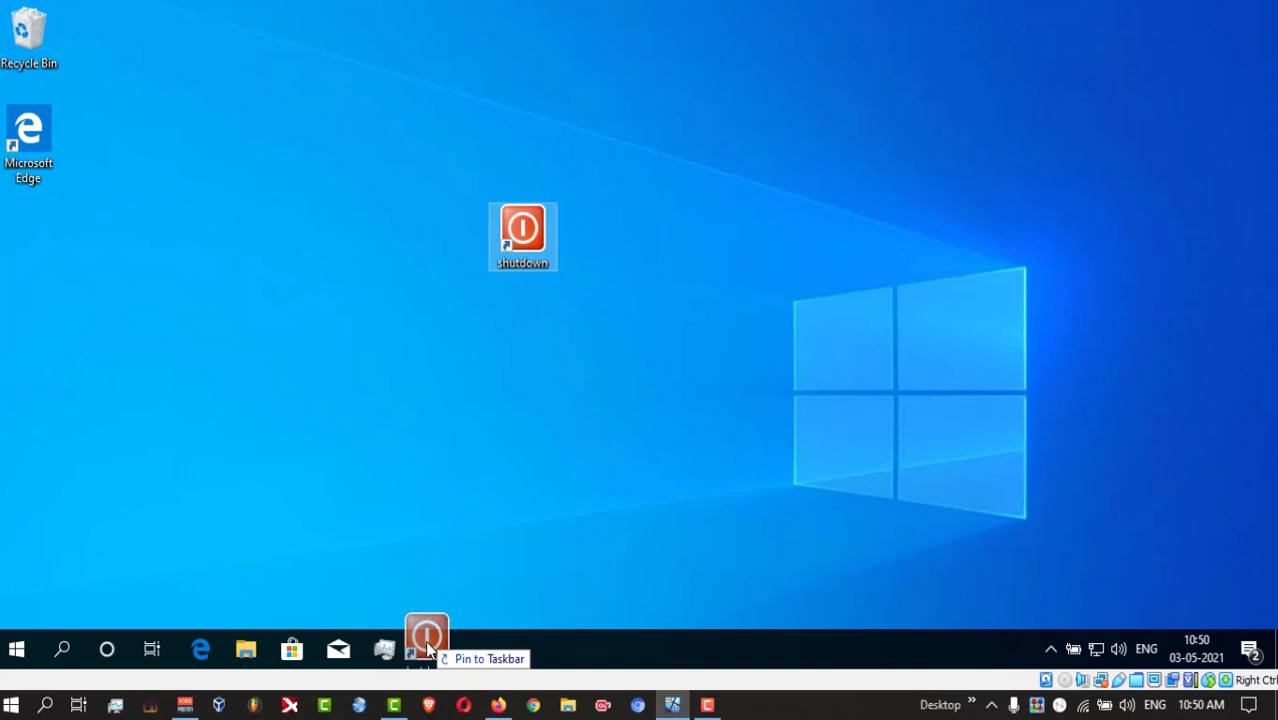 Recycle Bin
Microsoft
Edge
shutdown
Pin to Taskbar
ENG
10:50
03-05-2021
2
Right Ctrl
Desktop
ENG
10:50 AM